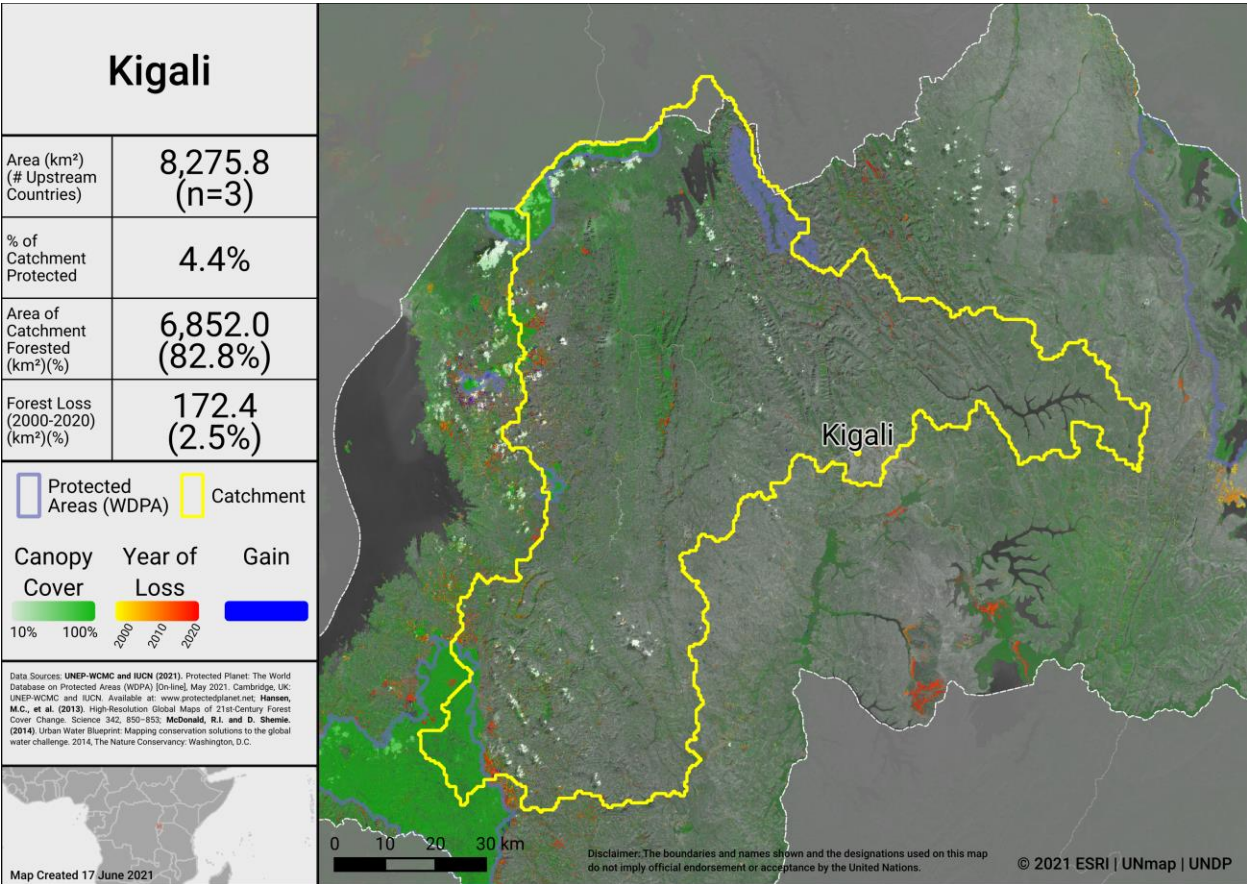 Kigali
Area (km²)
(# Upstream
Countries)
8,275.8
(n=3)
% of
Catchment
Protected
4.4%
Area of
Catchment
Forested
(km²)(%)
6,852.0
(82.8%)
Forest Loss
(2000-2020)
(km²)(%)
172.4
(2.5%)
Protected
Areas (WDPA)
Catchment
Canopy
Cover
Year of
Loss
Gain
10%
100%
2000
2010
2020
Data Sources: UNEP-WCMC and IUCN (2021). Protected Planet: The World
Database on Protected Areas (WDPA) [On-line], May 2021. Cambridge, UK:
UNEP-WCMC and IUCN. Available at: www.protectedplanet.net; Hansen,
M.C., et al. (2013). High-Resolution Global Maps of 21st-Century Forest
Cover Change. Science 342, 850–853; McDonald, R.I. and D. Shemie.
(2014). Urban Water Blueprint: Mapping conservation solutions to the global
water challenge. 2014, The Nature Conservancy: Washington, D.C.
Map Created 17 June 2021
Kigali
0 10 20 30 km
Disclaimer: The boundaries and names shown and the designations used on this map
do not imply official endorsement or acceptance by the United Nations.
© 2021 ESRI | UNmap | UNDP